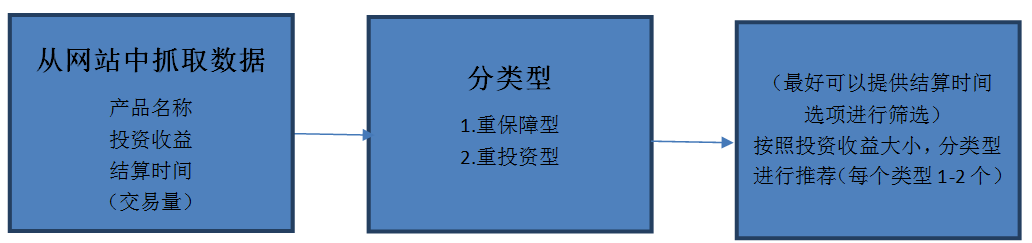 从网站中抓取数据
产品名称
投资收益
结算时间
（交易量）
分类型
1.重保障型
2.重投资型
（最好可以提供结算时间
选项进行筛选）
按照投资收益大小，分类型
进行推荐（每个类型1-2个）